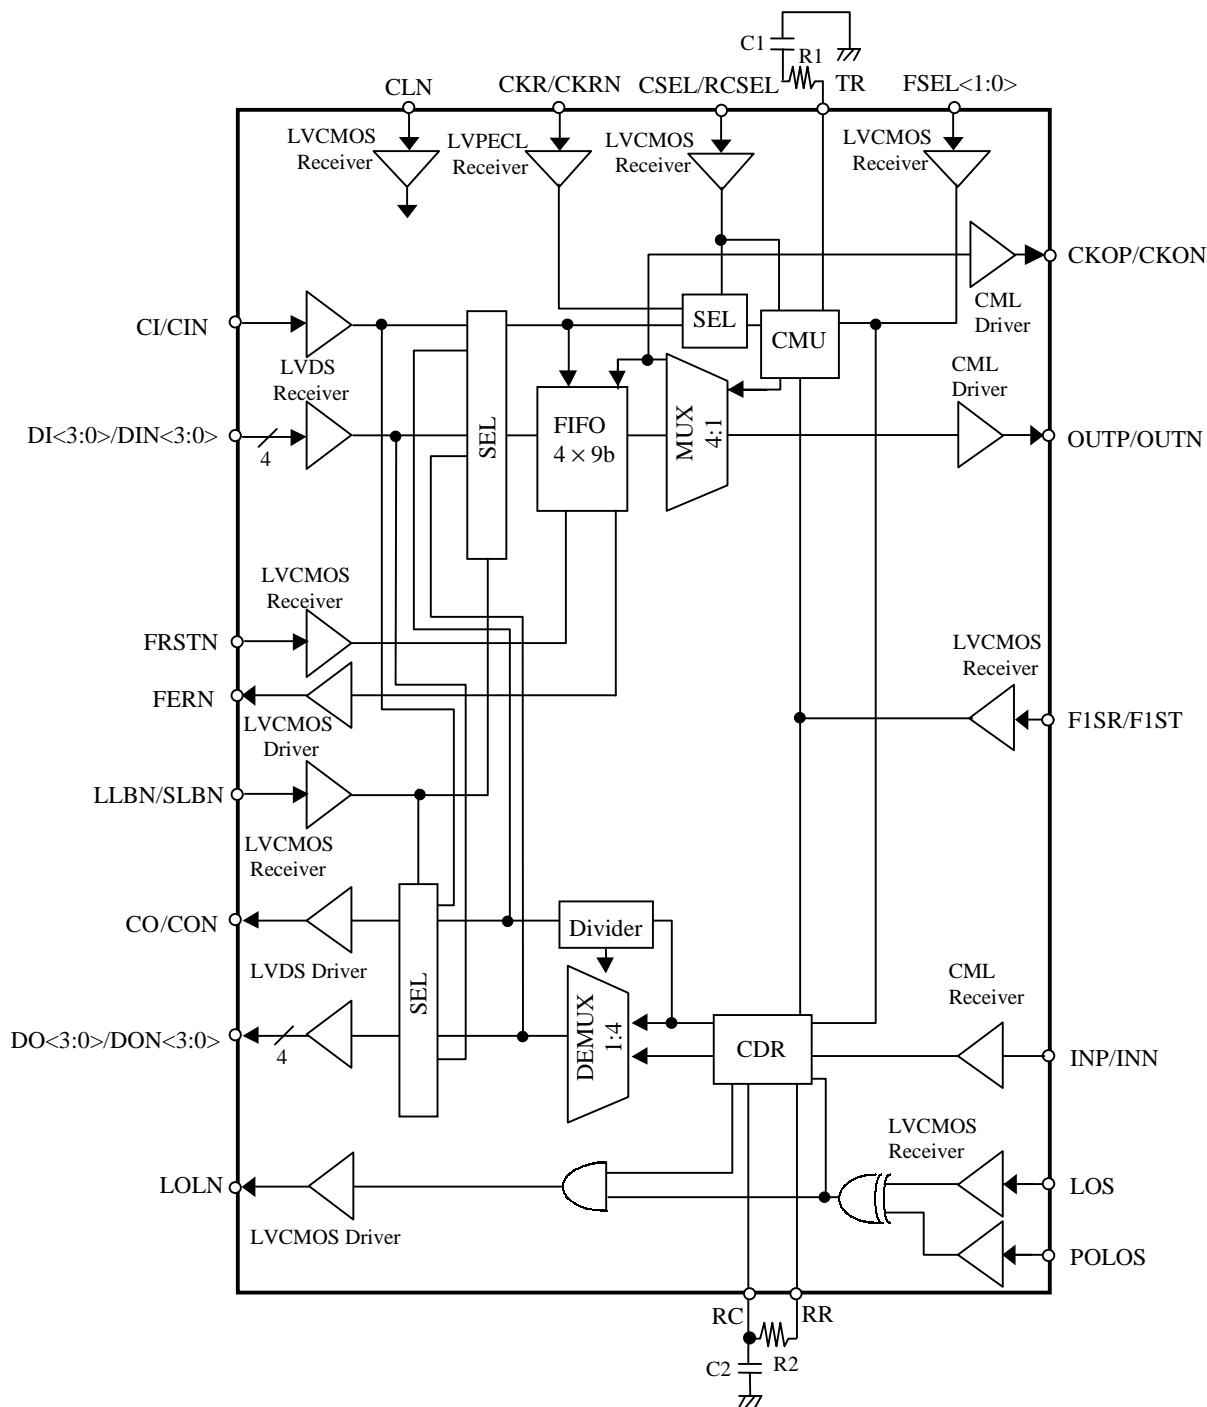 C1
R1
TR
CLN
CKR/CKRN
CSEL/RCSEL
FSEL<1:0>
LVCMOS
Receiver
LVPECL
Receiver
LVCMOS
Receiver
LVCMOS
Receiver
CKOP/CKON
CML
Driver
CI/CIN
LVDS
Receiver
SEL
CMU
DI<3:0>/DIN<3:0>
4
SEL
FIFO
4 × 9b
MUX
4:1
CML
Driver
OUTP/OUTN
LVCMOS
Receiver
FRSTN
FERN
LVCMOS
Driver
LVCMOS
Receiver
F1SR/F1ST
LLBN/SLBN
LVCMOS
Receiver
CO/CON
LVDS Driver
SEL
Divider
DEMUX
1:4
CDR
CML
Receiver
INP/INN
DO<3:0>/DON<3:0>
4
LOLN
LVCMOS Driver
LVCMOS
Receiver
LOS
POLOS
RC
RR
C2
R2